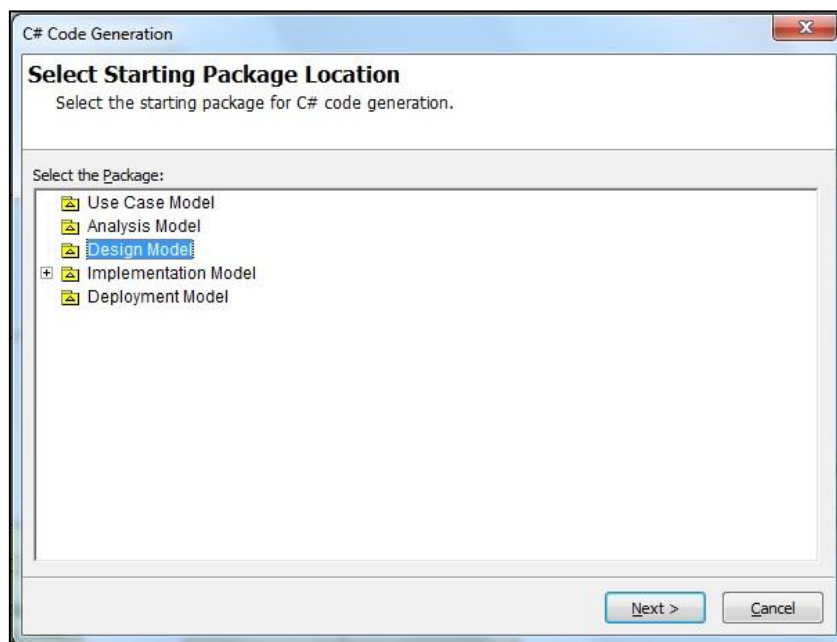 C# Code Generation
Select Starting Package Location
Select the starting package for C# code generation.
Select the Package:
Use Case Model
Analysis Model
Design Model
Implementation Model
Deployment Model
Next >
Cancel